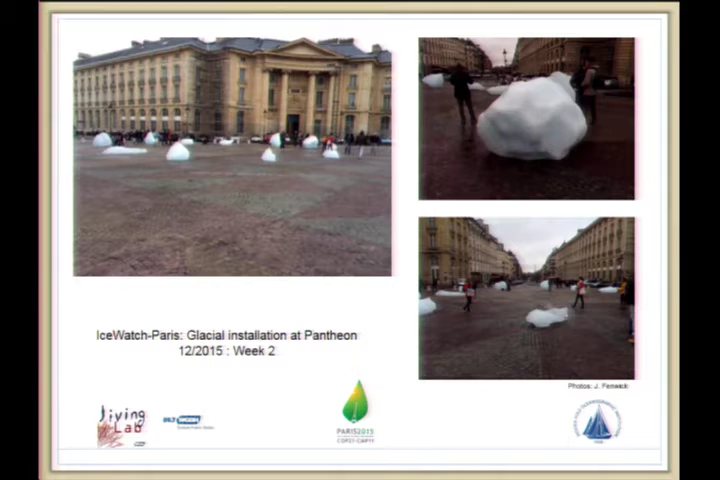 IceWatch-Paris: Glacial installation at Pantheon
12/2015 : Week 2
Photos: J. Fenwick
living
Lab
PARIS2015
COP21·CMP11